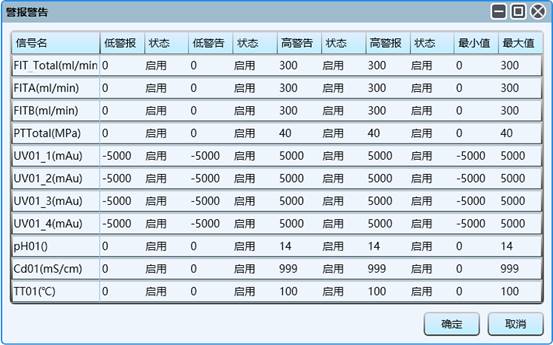 警报警告
信号名 低警报 状态 低警告 状态 高警告 状态 高警报 状态 最小值 最大值
FIT_Total(ml/min 0 启用 0 启用 300 启用 300 启用 0 300
FITA(ml/min) 0 启用 0 启用 300 启用 300 启用 0 300
FITB(ml/min) 0 启用 0 启用 300 启用 300 启用 0 300
PTTotal(MPa) 0 启用 0 启用 40 启用 40 启用 0 40
UV01_1(mAu) -5000 启用 -5000 启用 5000 启用 5000 启用 -5000 5000
UV01_2(mAu) -5000 启用 -5000 启用 5000 启用 5000 启用 -5000 5000
UV01_3(mAu) -5000 启用 -5000 启用 5000 启用 5000 启用 -5000 5000
UV01_4(mAu) -5000 启用 -5000 启用 5000 启用 5000 启用 -5000 5000
pH01() 0 启用 0 启用 14 启用 14 启用 0 14
Cd01(mS/cm) 0 启用 0 启用 999 启用 999 启用 0 999
TT01(℃) 0 启用 0 启用 100 启用 100 启用 0 100
确定 取消